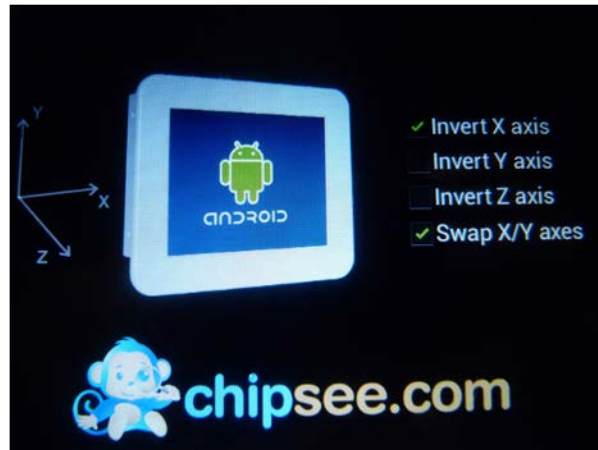 Y
X
Z
ANDROID
Invert X axis
Invert Y axis
Invert Z axis
Swap X/Y axes
chipsee.com